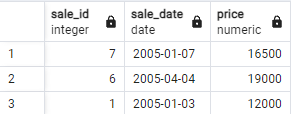 sale_id sale_date price
integer date numeric
1 7 2005-01-07 16500
2 6 2005-04-04 19000
3 1 2005-01-03 12000